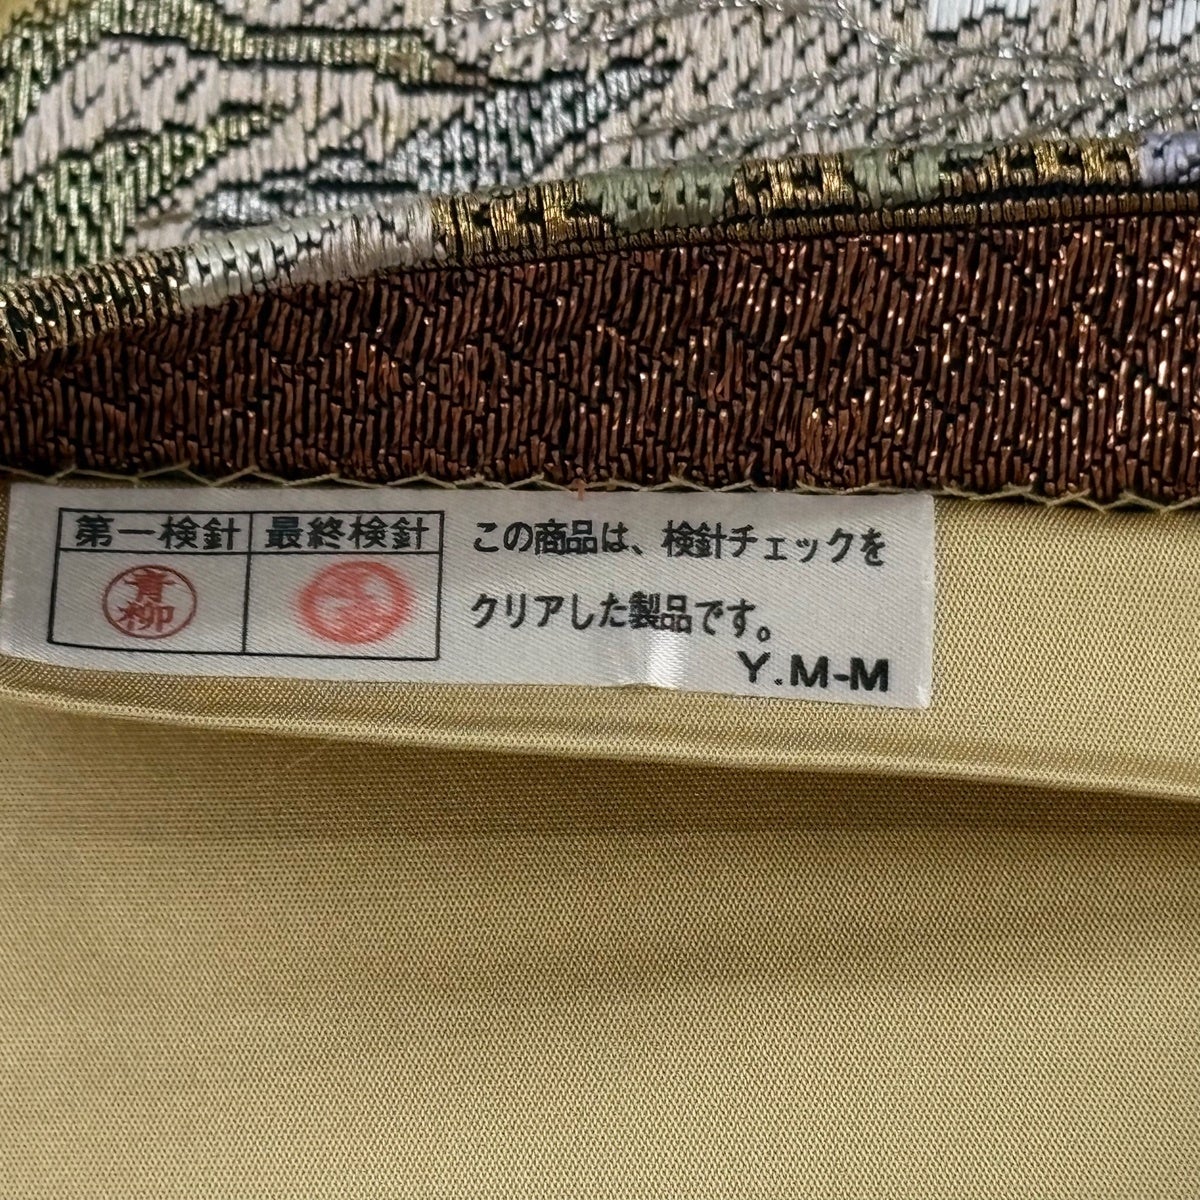 第一検針 最終検針
青柳
この商品は、検針チェックを
クリアした製品です。
Y.M-M